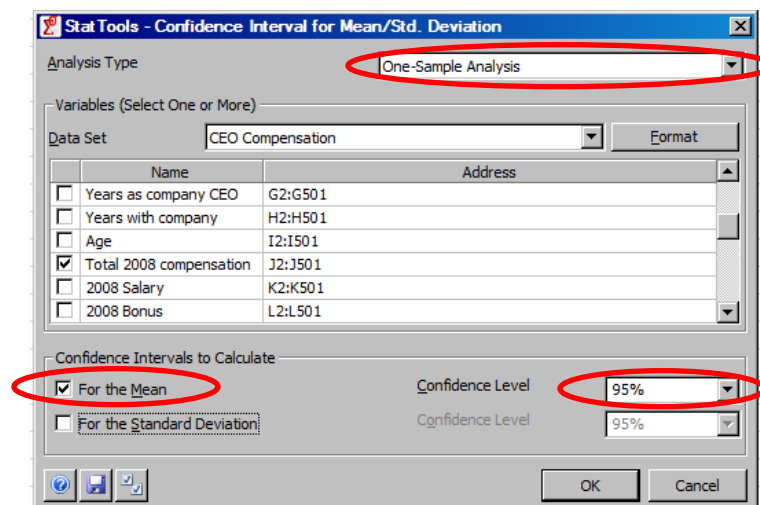 StatTools - Confidence Interval for Mean/Std. Deviation
Analysis Type One-Sample Analysis
Variables (Select One or More)
Data Set CEO Compensation Format
Name Address
Years as company CEO G2:G501
Years with company H2:H501
Age I2:I501
Total 2008 compensation J2:J501
2008 Salary K2:K501
2008 Bonus L2:L501
Confidence Intervals to Calculate
For the Mean Confidence Level 95%
For the Standard Deviation Confidence Level 95%
OK Cancel